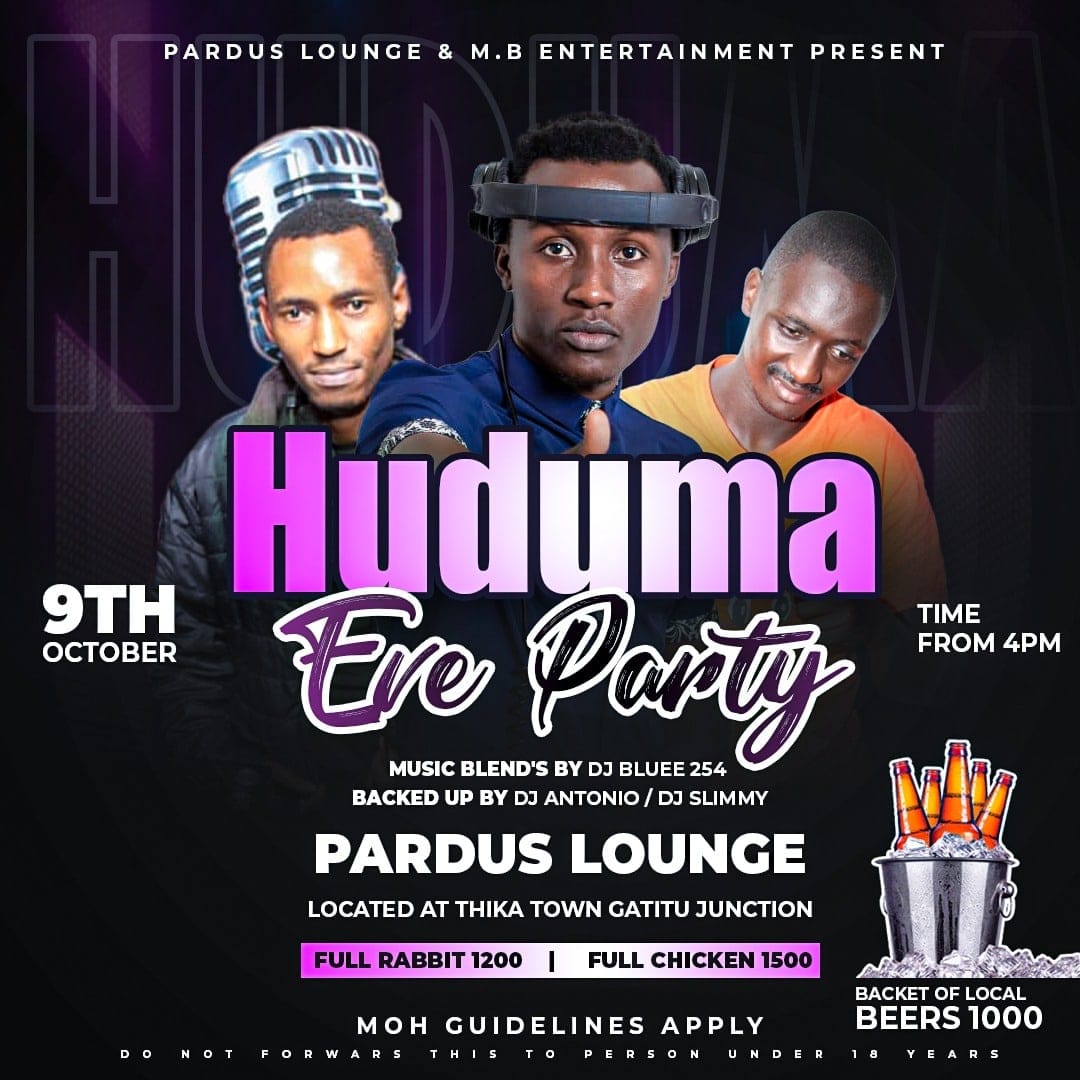 PARDUS LOUNGE & M.B ENTERTAINMENT PRESENT
HUDUMA
Huduma
Eve Party
9TH
OCTOBER
TIME
FROM 4PM
MUSIC BLEND'S BY DJ BLUEE 254
BACKED UP BY DJ ANTONIO / DJ SLIMMY
PARDUS LOUNGE
LOCATED AT THIKA TOWN GATITU JUNCTION
FULL RABBIT 1200 | FULL CHICKEN 1500
BACKET OF LOCAL
BEERS 1000
MOH GUIDELINES APPLY
DO NOT FORWARS THIS TO PERSON UNDER 18 YEARS